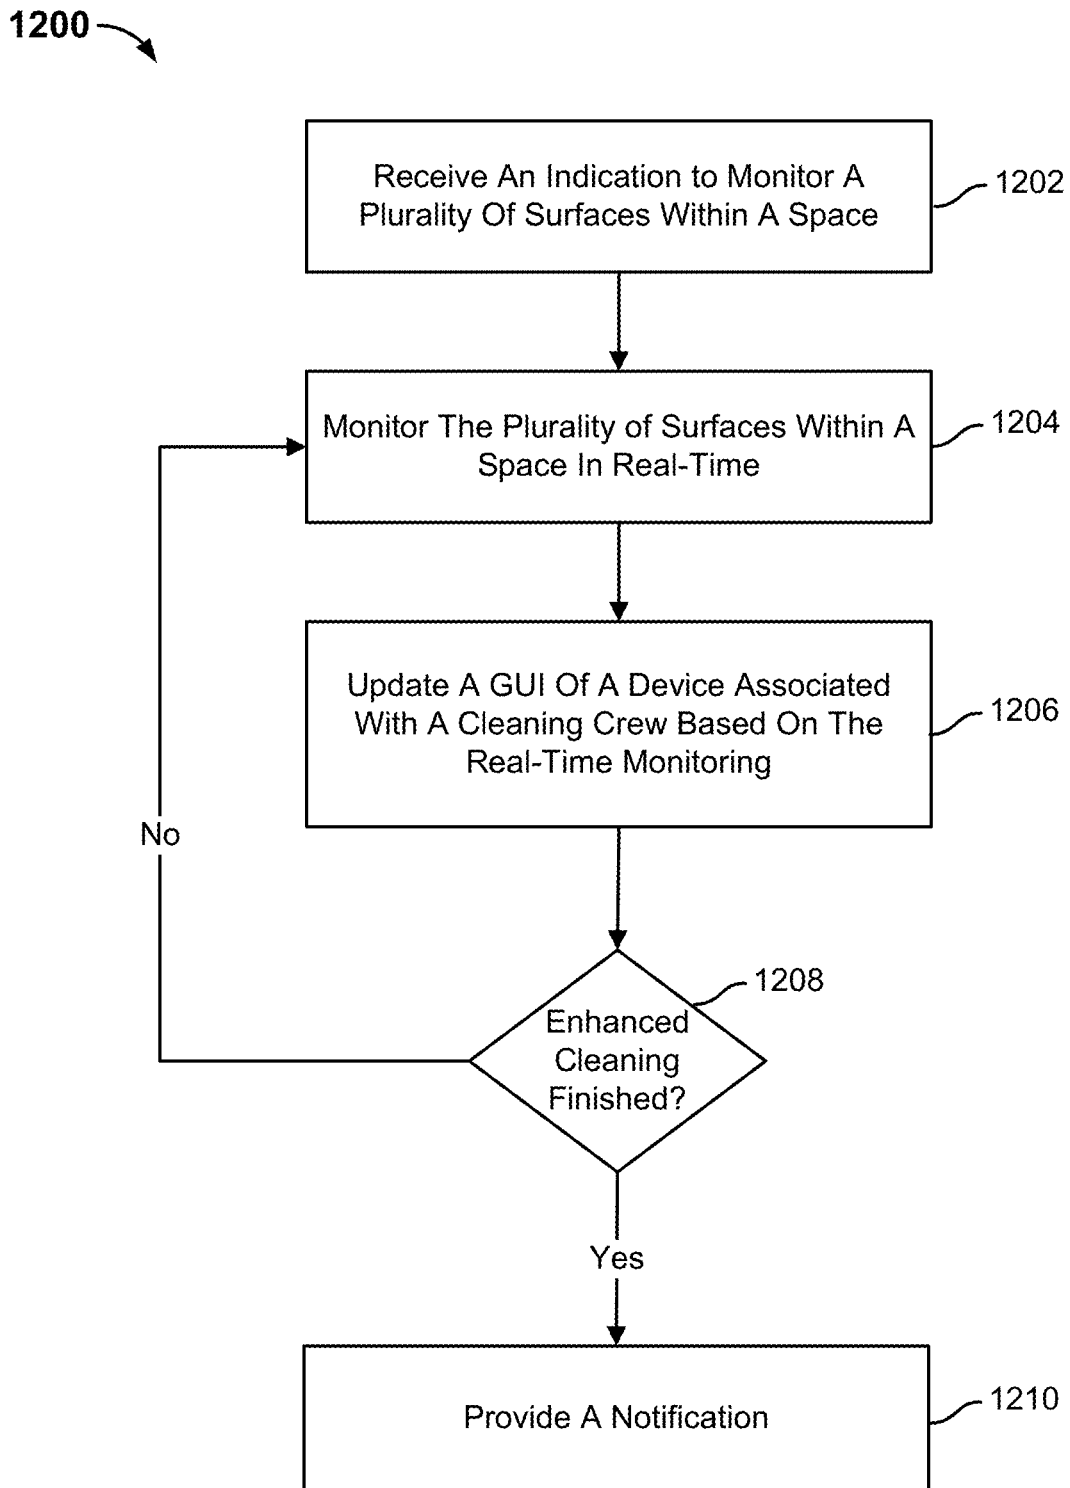 1200
Receive An Indication to Monitor A
Plurality Of Surfaces Within A Space
1202
Monitor The Plurality of Surfaces Within A
Space In Real-Time
1204
Update A GUI Of A Device Associated
With A Cleaning Crew Based On The
Real-Time Monitoring
1206
No
1208
Enhanced
Cleaning
Finished?
Yes
Provide A Notification
1210